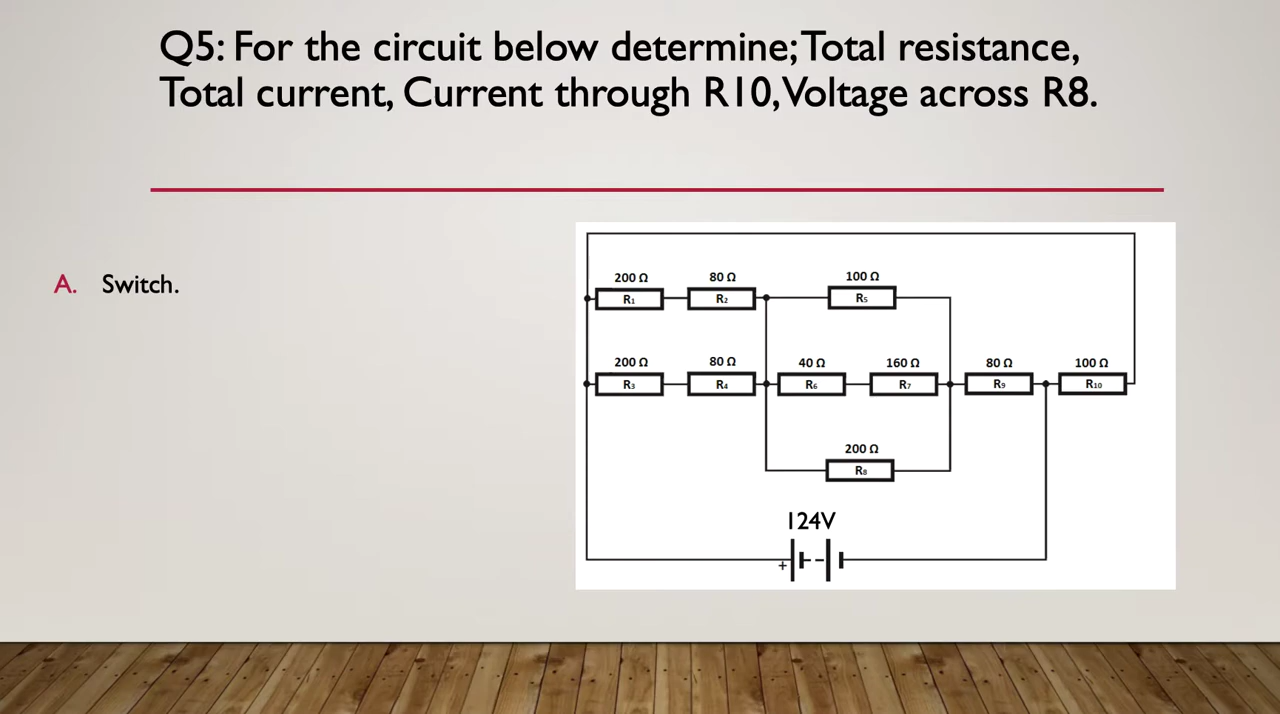 Q5: For the circuit below determine; Total resistance,
Total current, Current through R10, Voltage across R8.
A. Switch.
200 Ω 80 Ω 100 Ω
R₁ R₂ R₅
200 Ω 80 Ω 40 Ω 160 Ω 80 Ω 100 Ω
R₃ R₄ R₆ R₇ R₉ R₁₀
200 Ω
R₈
124V
+